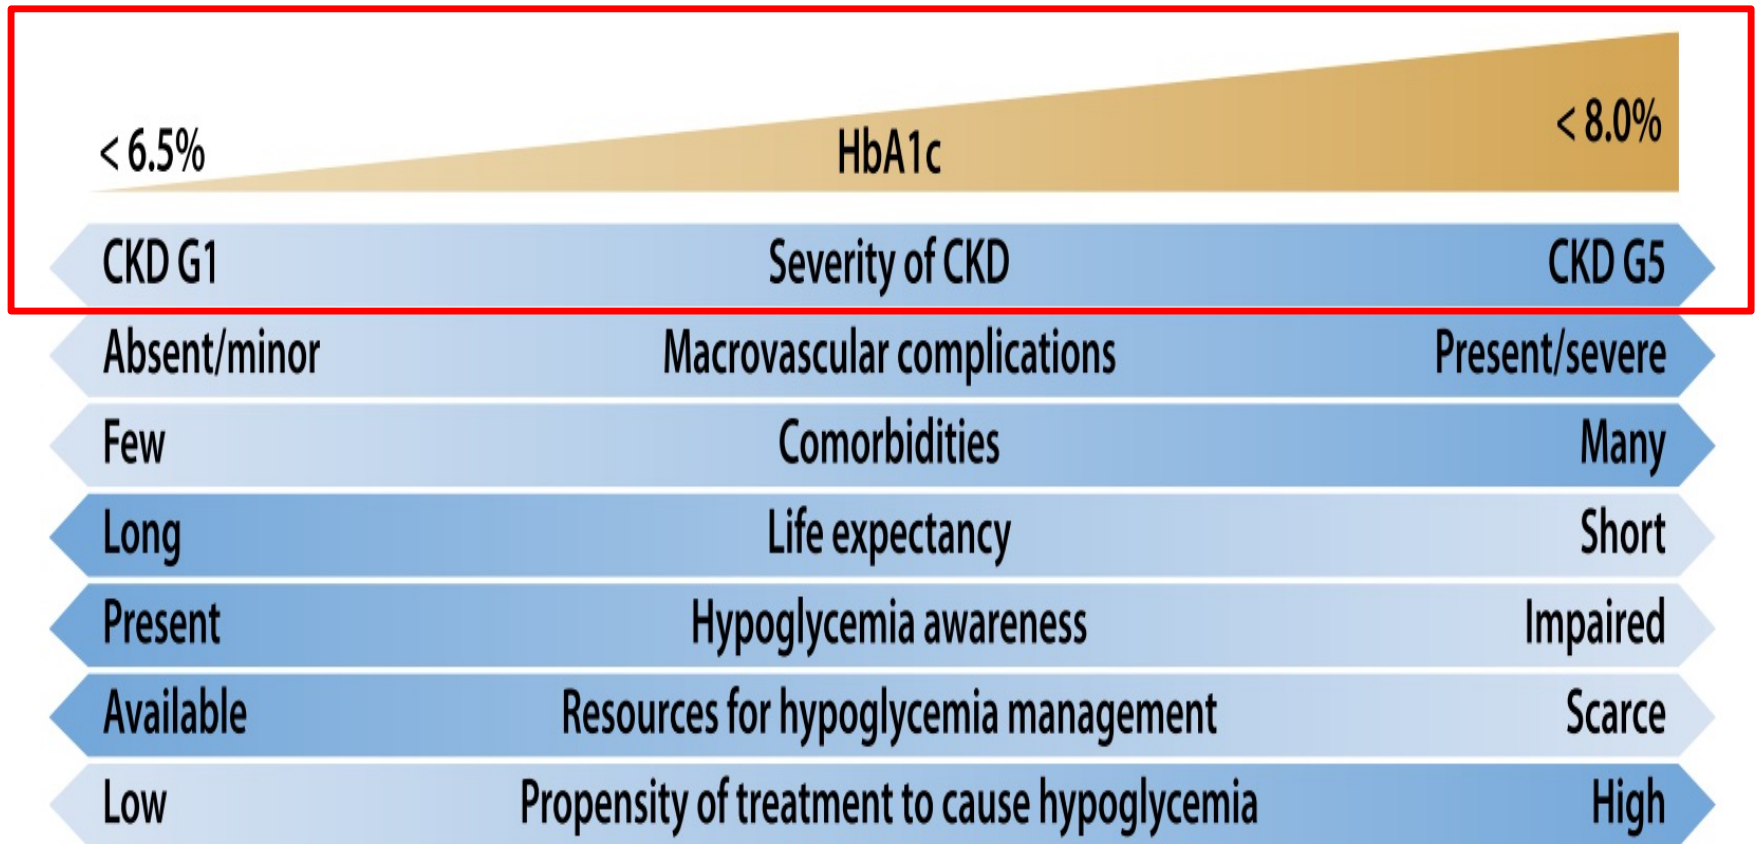 < 6.5% HbA1c < 8.0%
CKD G1 Severity of CKD CKD G5
Absent/minor Macrovascular complications Present/severe
Few Comorbidities Many
Long Life expectancy Short
Present Hypoglycemia awareness Impaired
Available Resources for hypoglycemia management Scarce
Low Propensity of treatment to cause hypoglycemia High